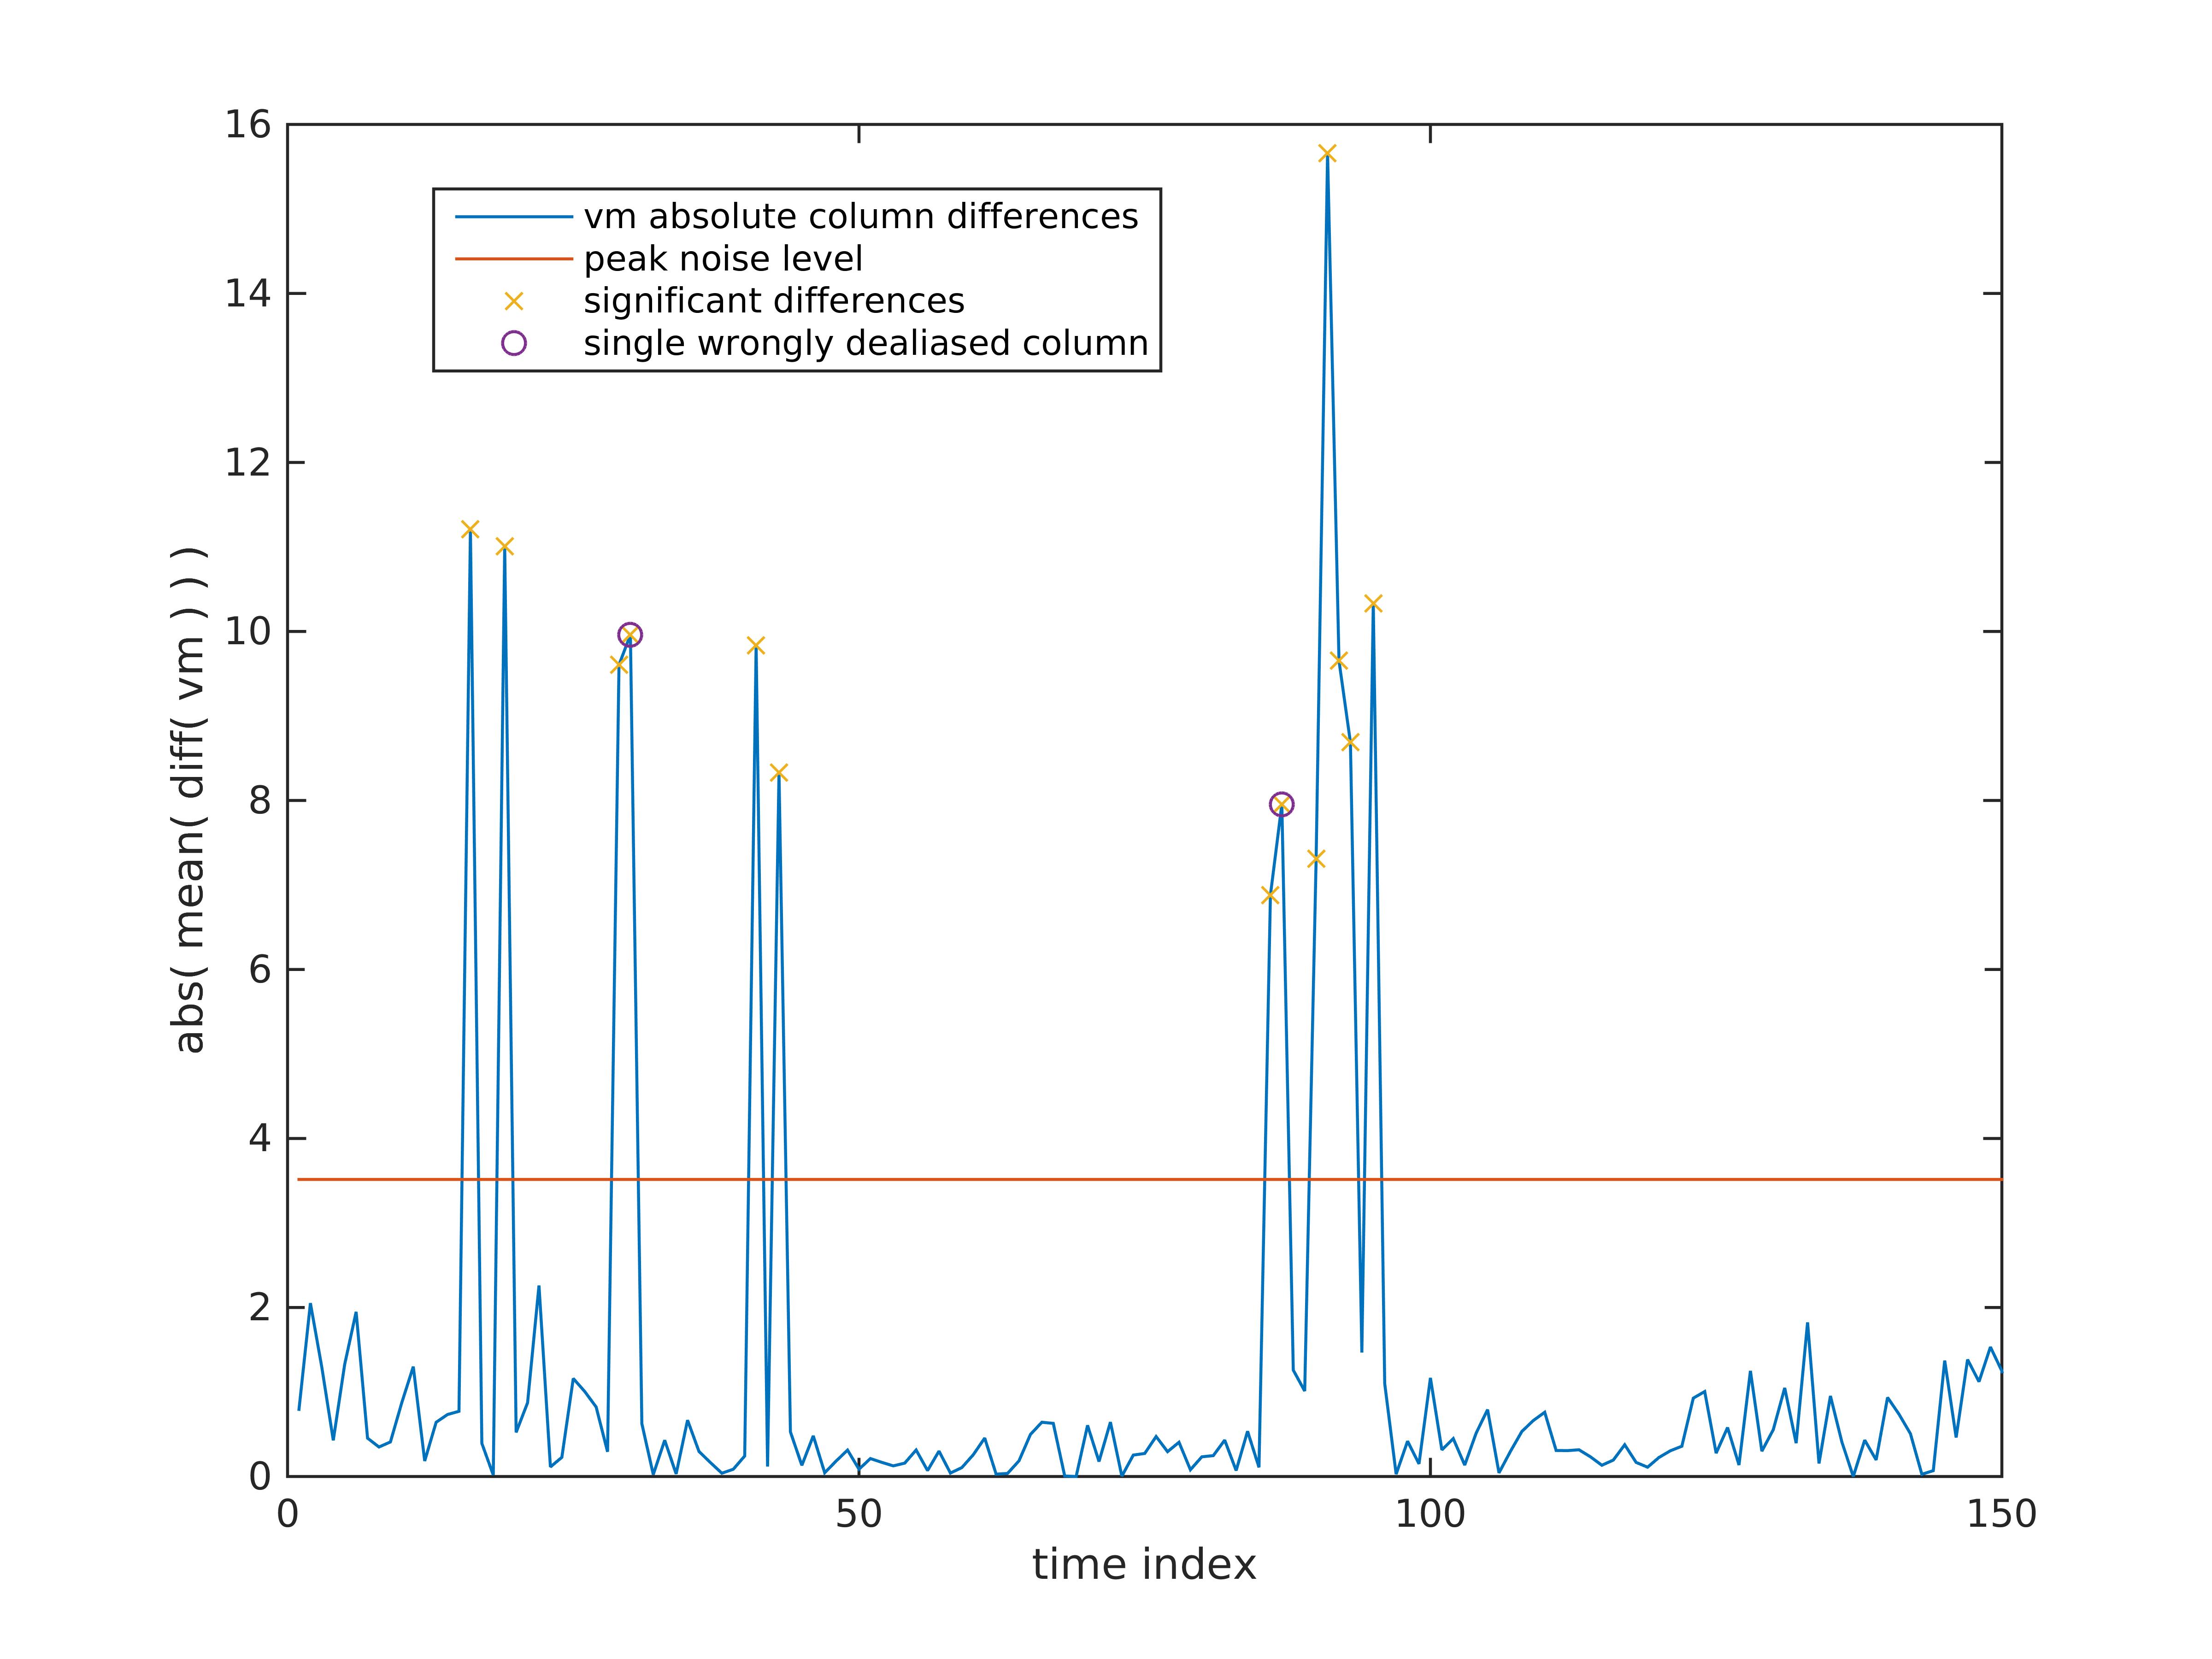 16
14
12
10
8
6
4
2
0
abs( mean( diff( vm ) ) )
vm absolute column differences
peak noise level
significant differences
single wrongly dealiased column
0 50 100 150
time index